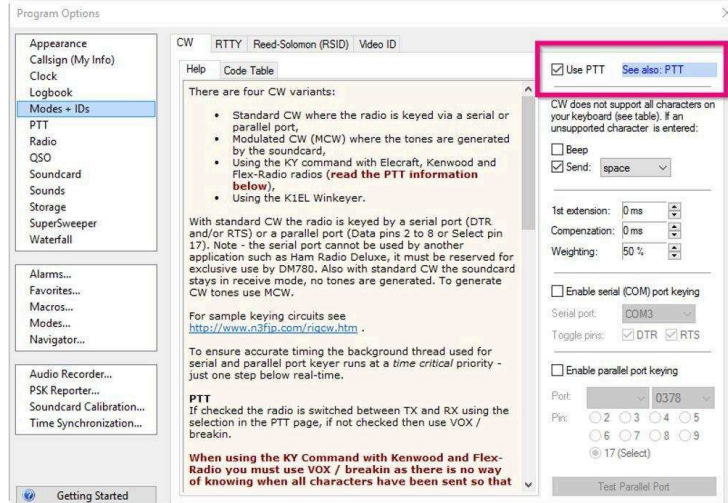 Program Options
Appearance
Callsign (My Info)
Clock
Logbook
Modes + IDs
PTT
Radio
QSO
Soundcard
Sounds
Storage
SuperSweeper
Waterfall
Alarms...
Favorites...
Macros...
Modes...
Navigator...
Audio Recorder...
PSK Reporter...
Soundcard Calibration...
Time Synchronization...
Getting Started
CW RTTY Reed-Solomon (RSID) Video ID
Help Code Table
There are four CW variants:
• Standard CW where the radio is keyed via a serial or
parallel port,
• Modulated CW (MCW) where the tones are generated
by the soundcard,
• Using the KY command with Elecraft, Kenwood and
Flex-Radio radios (read the PTT information
below),
• Using the K1EL Winkeyer.
With standard CW the radio is keyed by a serial port (DTR
and/or RTS) or a parallel port (Data pins 2 to 8 or Select pin
17). Note - the serial port cannot be used by another
application such as Ham Radio Deluxe, it must be reserved for
exclusive use by DM780. Also with standard CW the soundcard
stays in receive mode, no tones are generated. To generate
CW tones use MCW.
For sample keying circuits see
http://www.n3fjp.com/rigcw.htm .
To ensure accurate timing the background thread used for
serial and parallel port keyer runs at a time critical priority -
just one step below real-time.
PTT
If checked the radio is switched between TX and RX using the
selection in the PTT page, if not checked then use VOX /
breakin.
When using the KY Command with Kenwood and Flex-
Radio you must use VOX / breakin as there is no way
of knowing when all characters have been sent so that
Use PTT See also: PTT
CW does not support all characters on
your keyboard (see table). If an
unsupported character is entered:
Beep
Send: space
1st extension: 0 ms
Compenzation: 0 ms
Weighting: 50 %
Enable serial (COM) port keying
Serial port: COM3
Toggle pins: DTR RTS
Enable parallel port keying
Port: 0378
Pin: 2 3 4 5
6 7 8 9
17 (Select)
Test Parallel Port